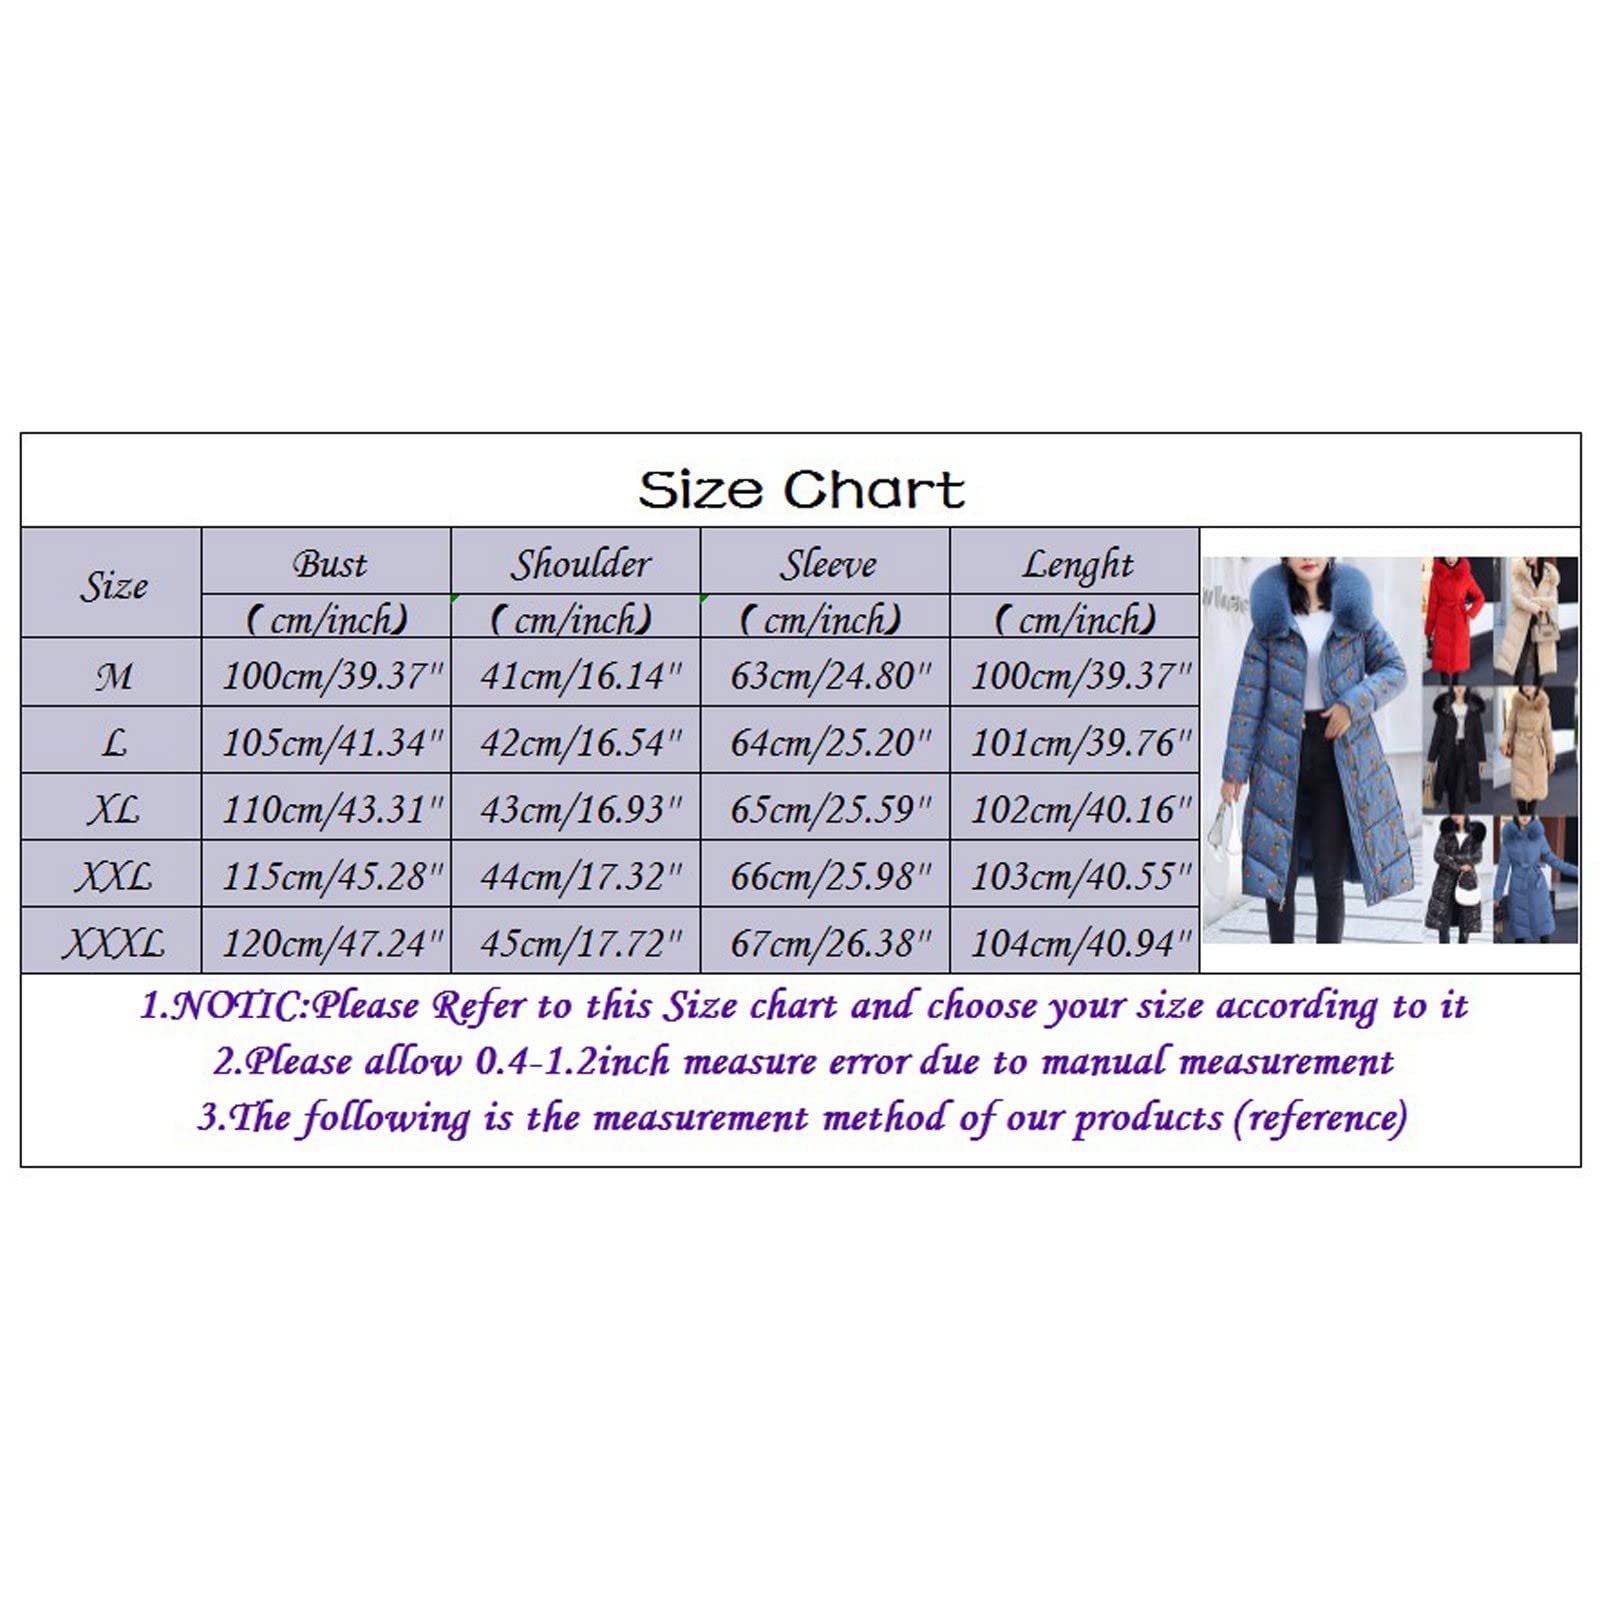 Size Chart
Size Bust Shoulder Sleeve Lenght
( cm/inch) ( cm/inch) ( cm/inch) ( cm/inch)
M 100cm/39.37" 41cm/16.14" 63cm/24.80" 100cm/39.37"
L 105cm/41.34" 42cm/16.54" 64cm/25.20" 101cm/39.76"
XL 110cm/43.31" 43cm/16.93" 65cm/25.59" 102cm/40.16"
XXL 115cm/45.28" 44cm/17.32" 66cm/25.98" 103cm/40.55"
XXXL 120cm/47.24" 45cm/17.72" 67cm/26.38" 104cm/40.94"
1.NOTIC:Please Refer to this Size chart and choose your size according to it
2.Please allow 0.4-1.2inch measure error due to manual measurement
3.The following is the measurement method of our products (reference)